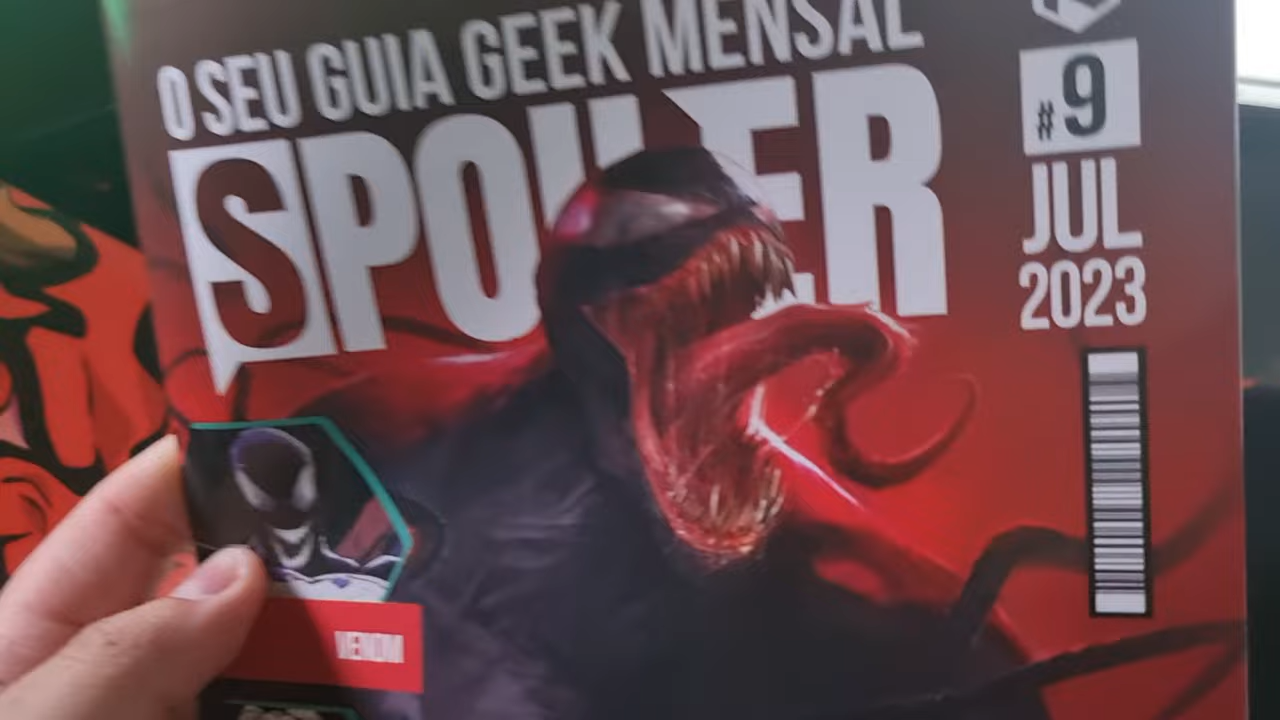 O SEU GUIA GEEK MENSAL
SPOILER
#9
JUL
2023
VENOM